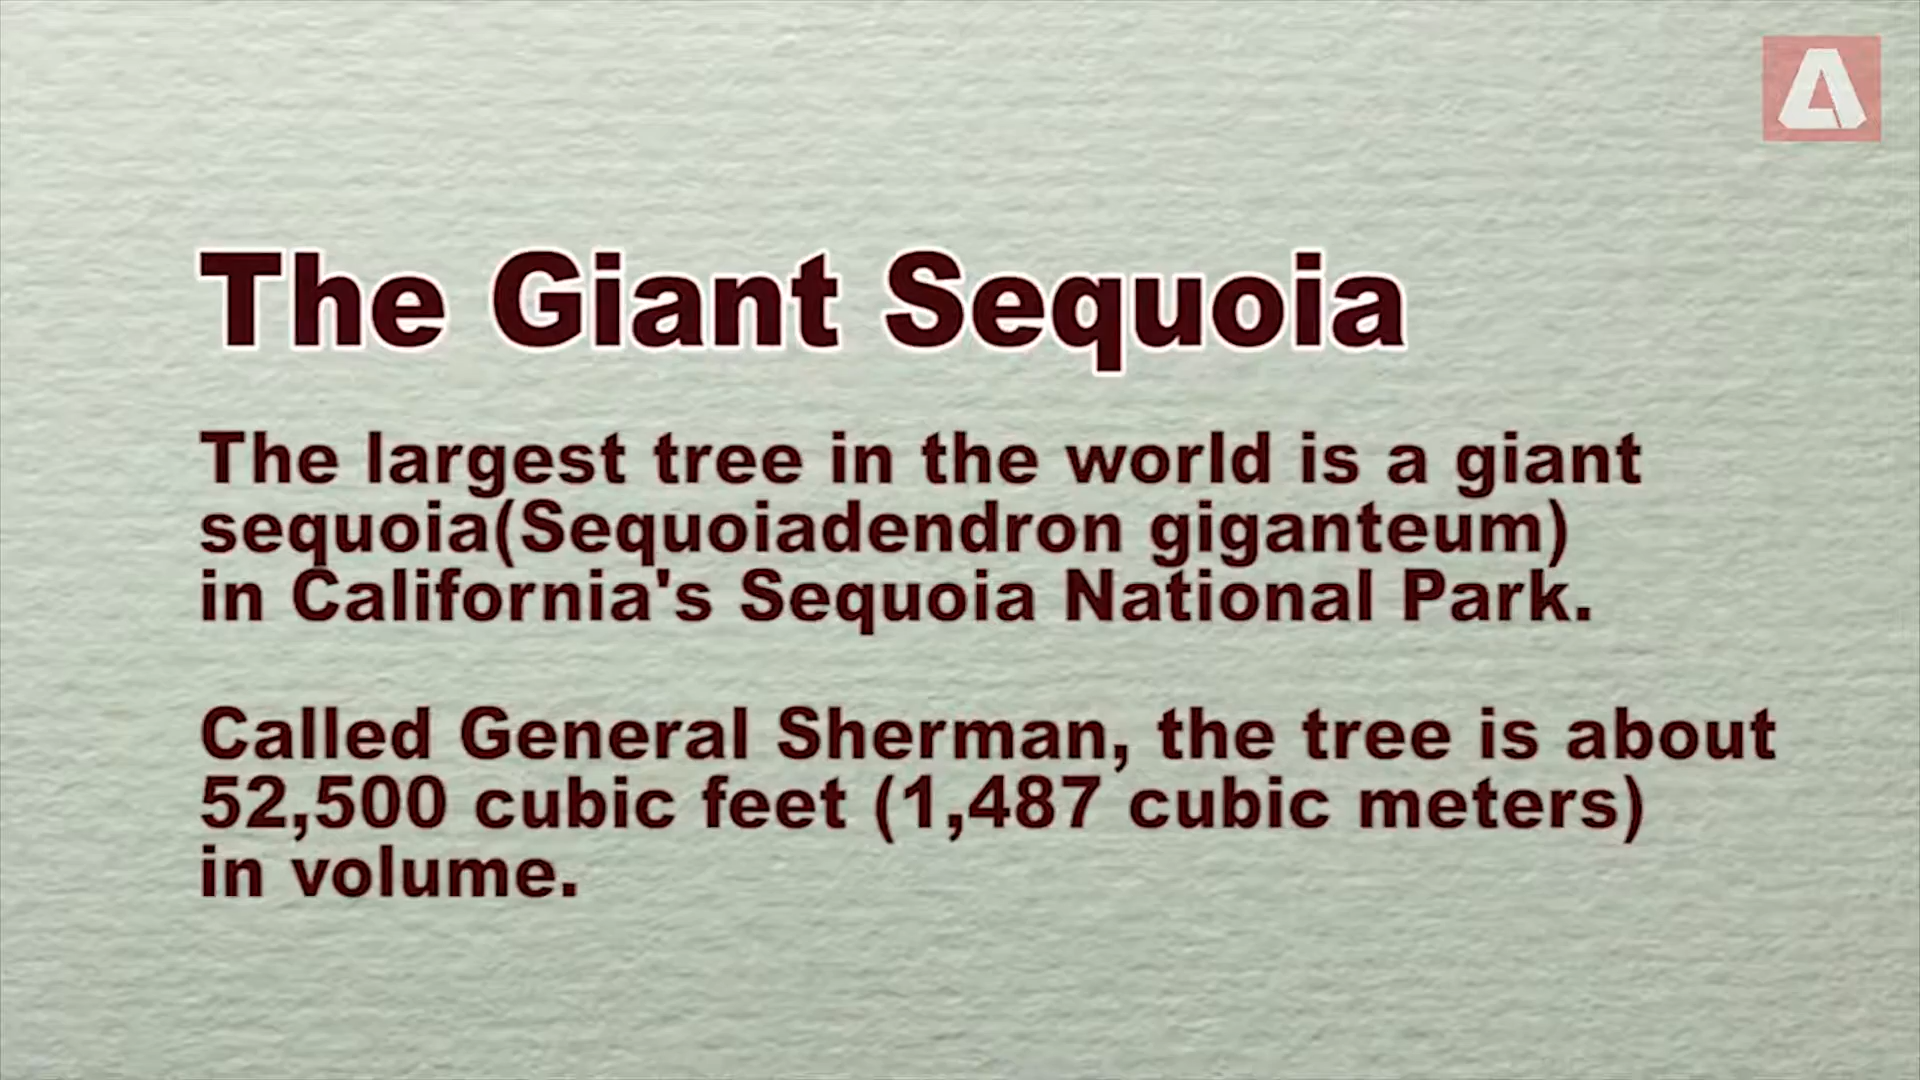 The Giant Sequoia
The largest tree in the world is a giant
sequoia(Sequoiadendron giganteum)
in California's Sequoia National Park.
Called General Sherman, the tree is about
52,500 cubic feet (1,487 cubic meters)
in volume.